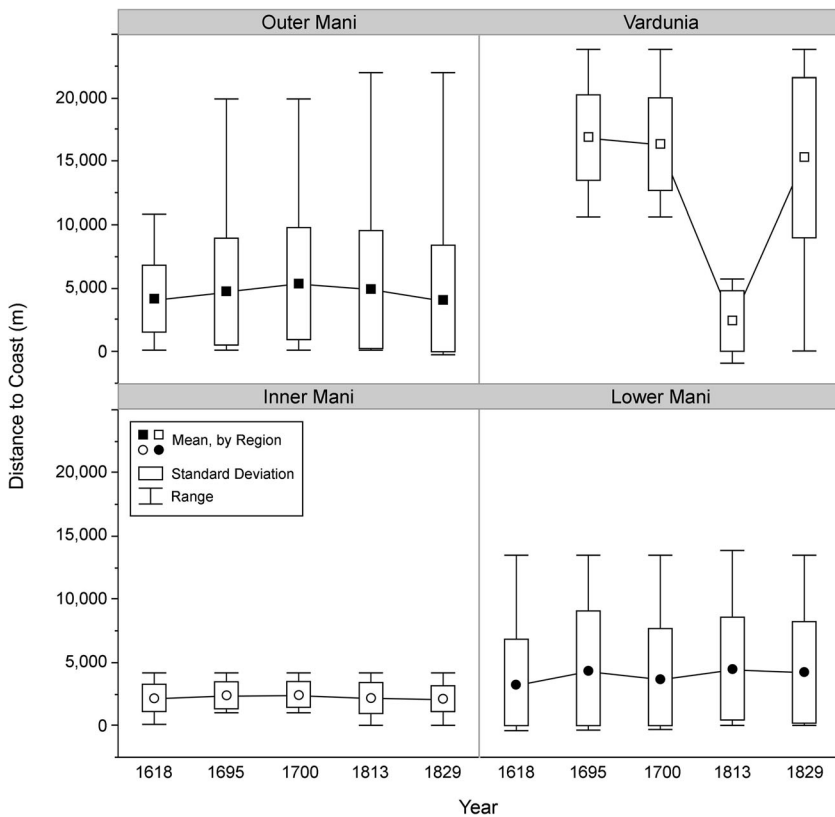 Outer Mani
Vardunia
20,000
15,000
10,000
5,000
0
Inner Mani
Lower Mani
Mean, by Region
Standard Deviation
Range
20,000
15,000
10,000
5,000
0
Distance to Coast (m)
1618 1695 1700 1813 1829
1618 1695 1700 1813 1829
Year